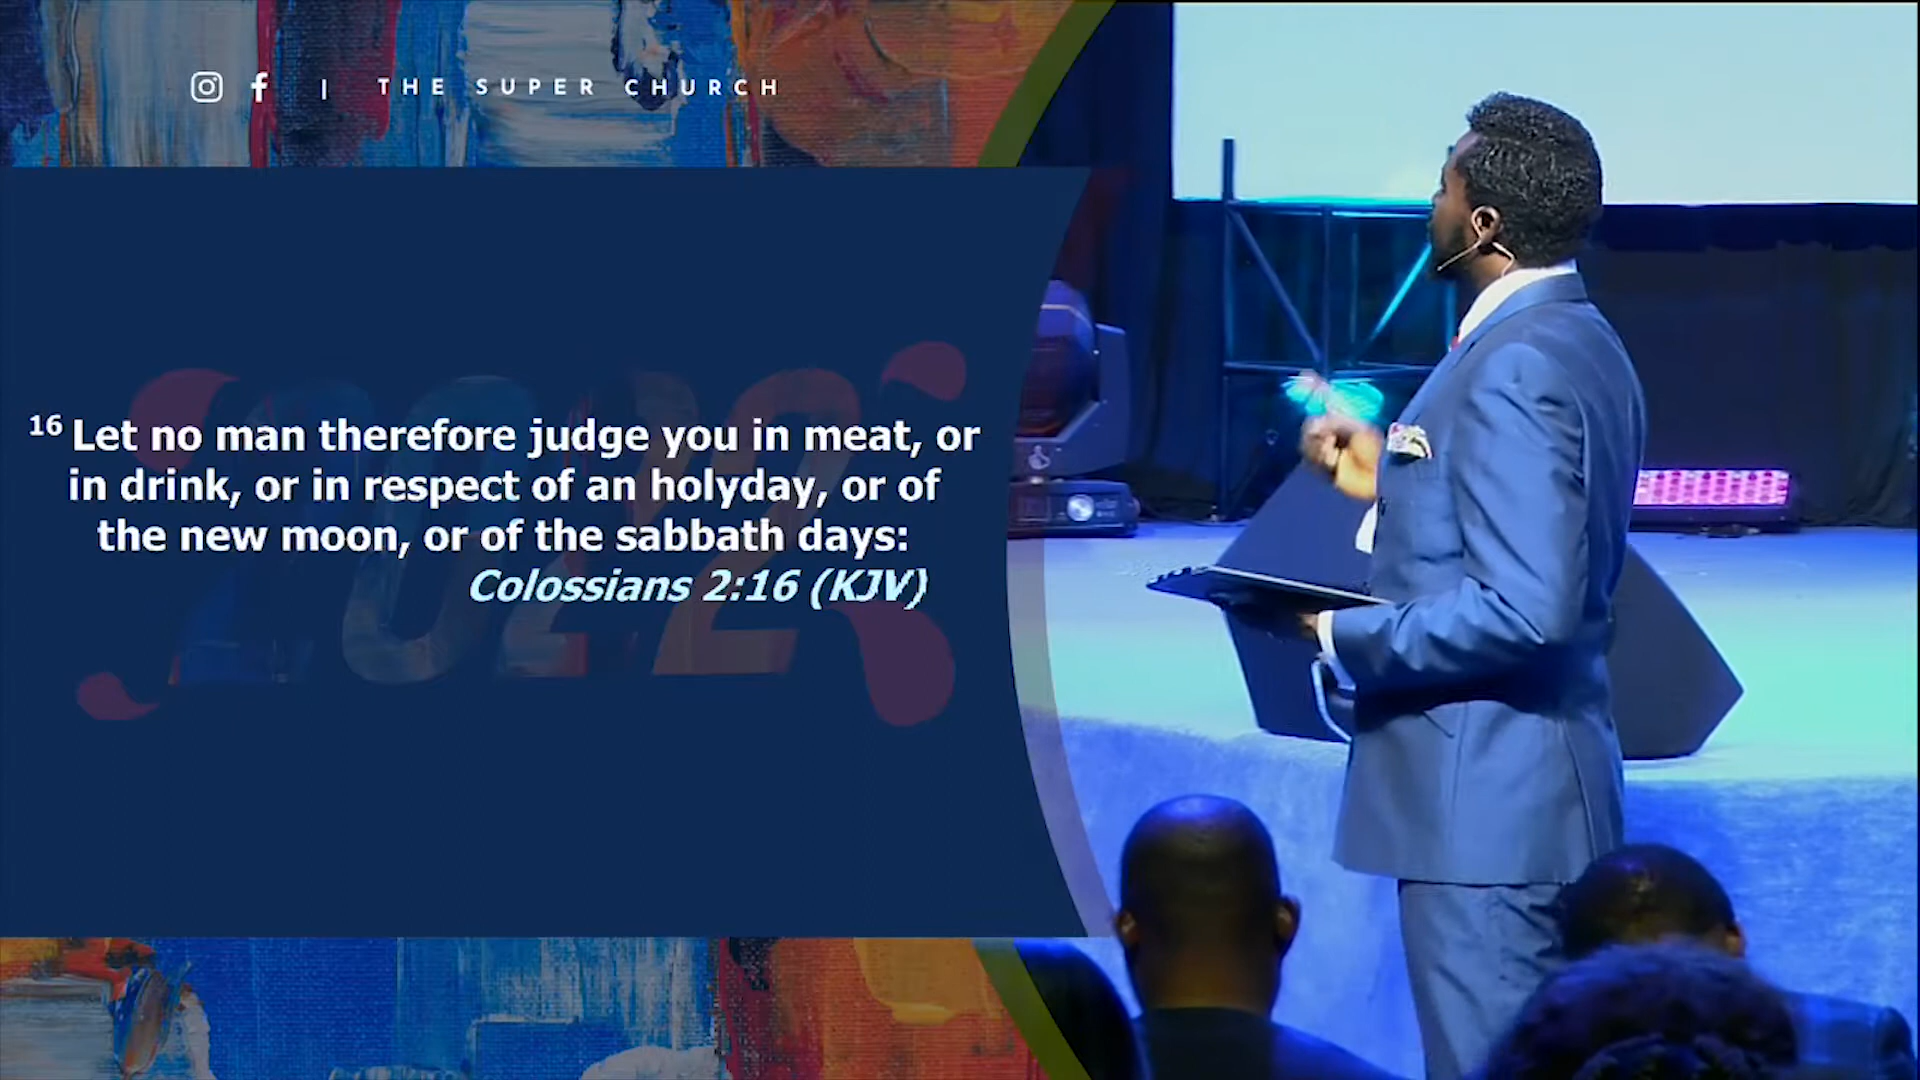 | THE SUPER CHURCH
16 Let no man therefore judge you in meat, or
in drink, or in respect of an holyday, or of
the new moon, or of the sabbath days:
Colossians 2:16 (KJV)
2022